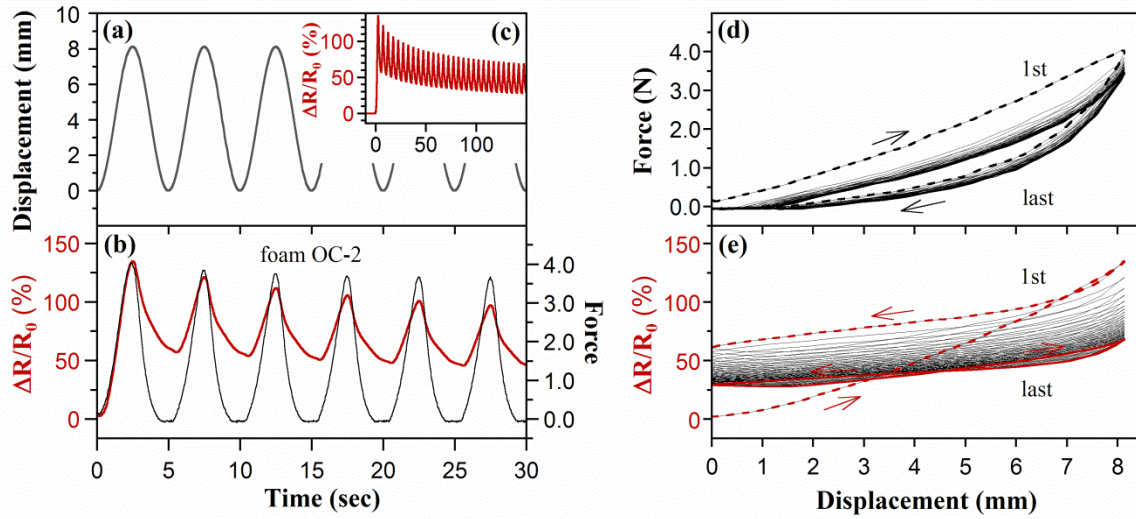 (a)
(c)
(d)
Displacement (mm)
10
8
6
4
2
0
ΔR/R₀ (%)
100
50
0
0
50
100
Force (N)
4.0
3.0
2.0
1.0
0.0
1st
last
(b)
foam OC-2
ΔR/R₀ (%)
150
100
50
0
Force
4.0
3.0
2.0
1.0
0.0
0
5
10
15
20
25
30
Time (sec)
(e)
ΔR/R₀ (%)
150
100
50
0
1st
last
0
1
2
3
4
5
6
7
8
Displacement (mm)